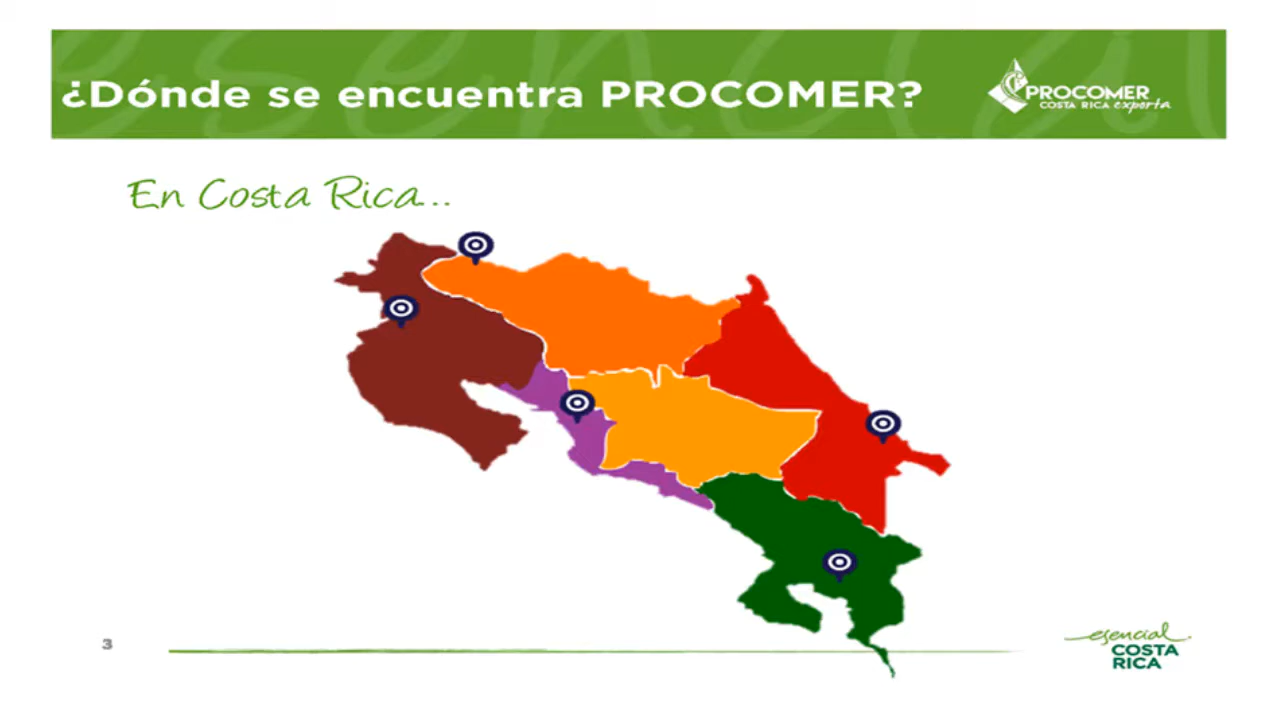 ¿Dónde se encuentra PROCOMER?
PROCOMER
COSTA RICA exporta
En Costa Rica...
3
esencial
COSTA
RICA